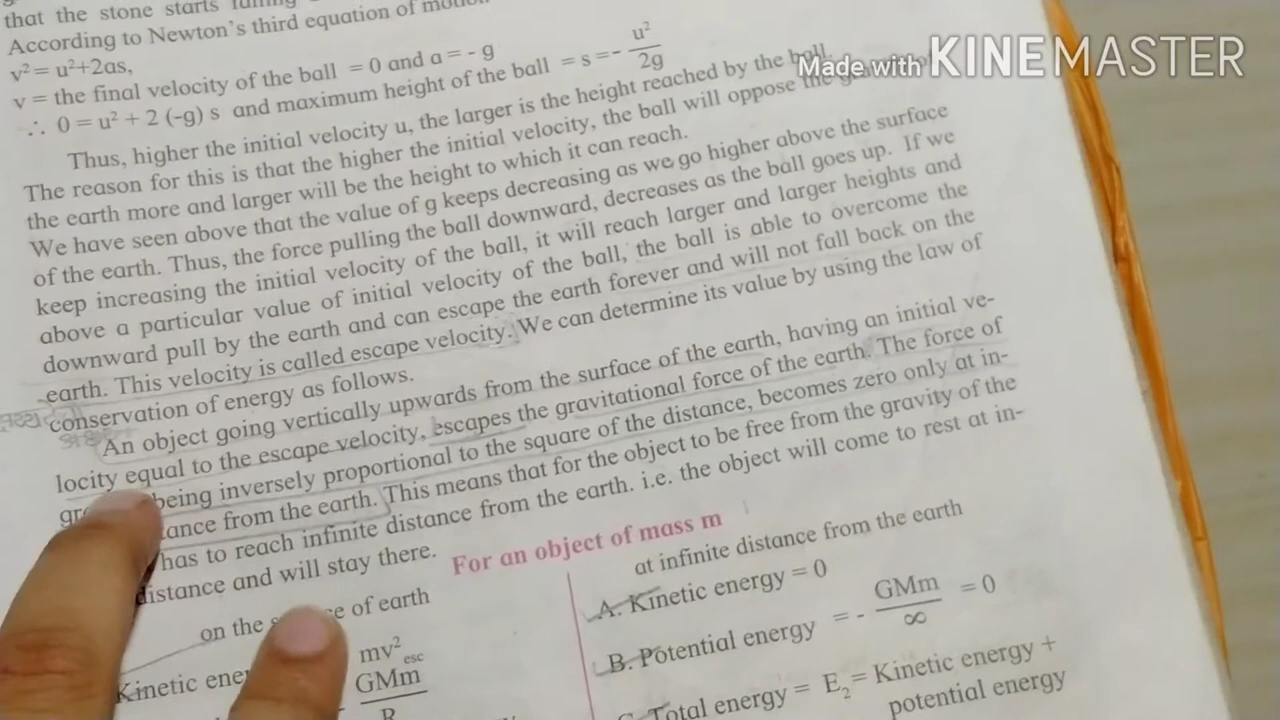 that the stone starts
According to Newton's third equation of motion
v² = u²+2as,
v = the final velocity of the ball = 0 and a = - g
∴ 0 = u² + 2 (-g) s and maximum height of the ball = s = - u²/2g
Made with KINEMASTER
Thus, higher the initial velocity u, the larger is the height reached by the ball.
The reason for this is that the higher the initial velocity, the ball will oppose the
the earth more and larger will be the height to which it can reach.
We have seen above that the value of g keeps decreasing as we go higher above the surface
of the earth. Thus, the force pulling the ball downward, decreases as the ball goes up. If we
keep increasing the initial velocity of the ball, it will reach larger and larger heights and
above a particular value of initial velocity of the ball, the ball is able to overcome the
downward pull by the earth and can escape the earth forever and will not fall back on the
earth. This velocity is called escape velocity. We can determine its value by using the law of
conservation of energy as follows.
An object going vertically upwards from the surface of the earth, having an initial ve-
locity equal to the escape velocity, escapes the gravitational force of the earth. The force of
being inversely proportional to the square of the distance, becomes zero only at in-
from the earth. This means that for the object to be free from the gravity of the
has to reach infinite distance from the earth. i.e. the object will come to rest at in-
distance and will stay there.
For an object of mass m
on the of earth
at infinite distance from the earth
A. Kinetic energy = 0
mv²esc
Kinetic
B. Potential energy = - GMm/∞ = 0
GMm
R
C. Total energy = E₂ = Kinetic energy +
potential energy